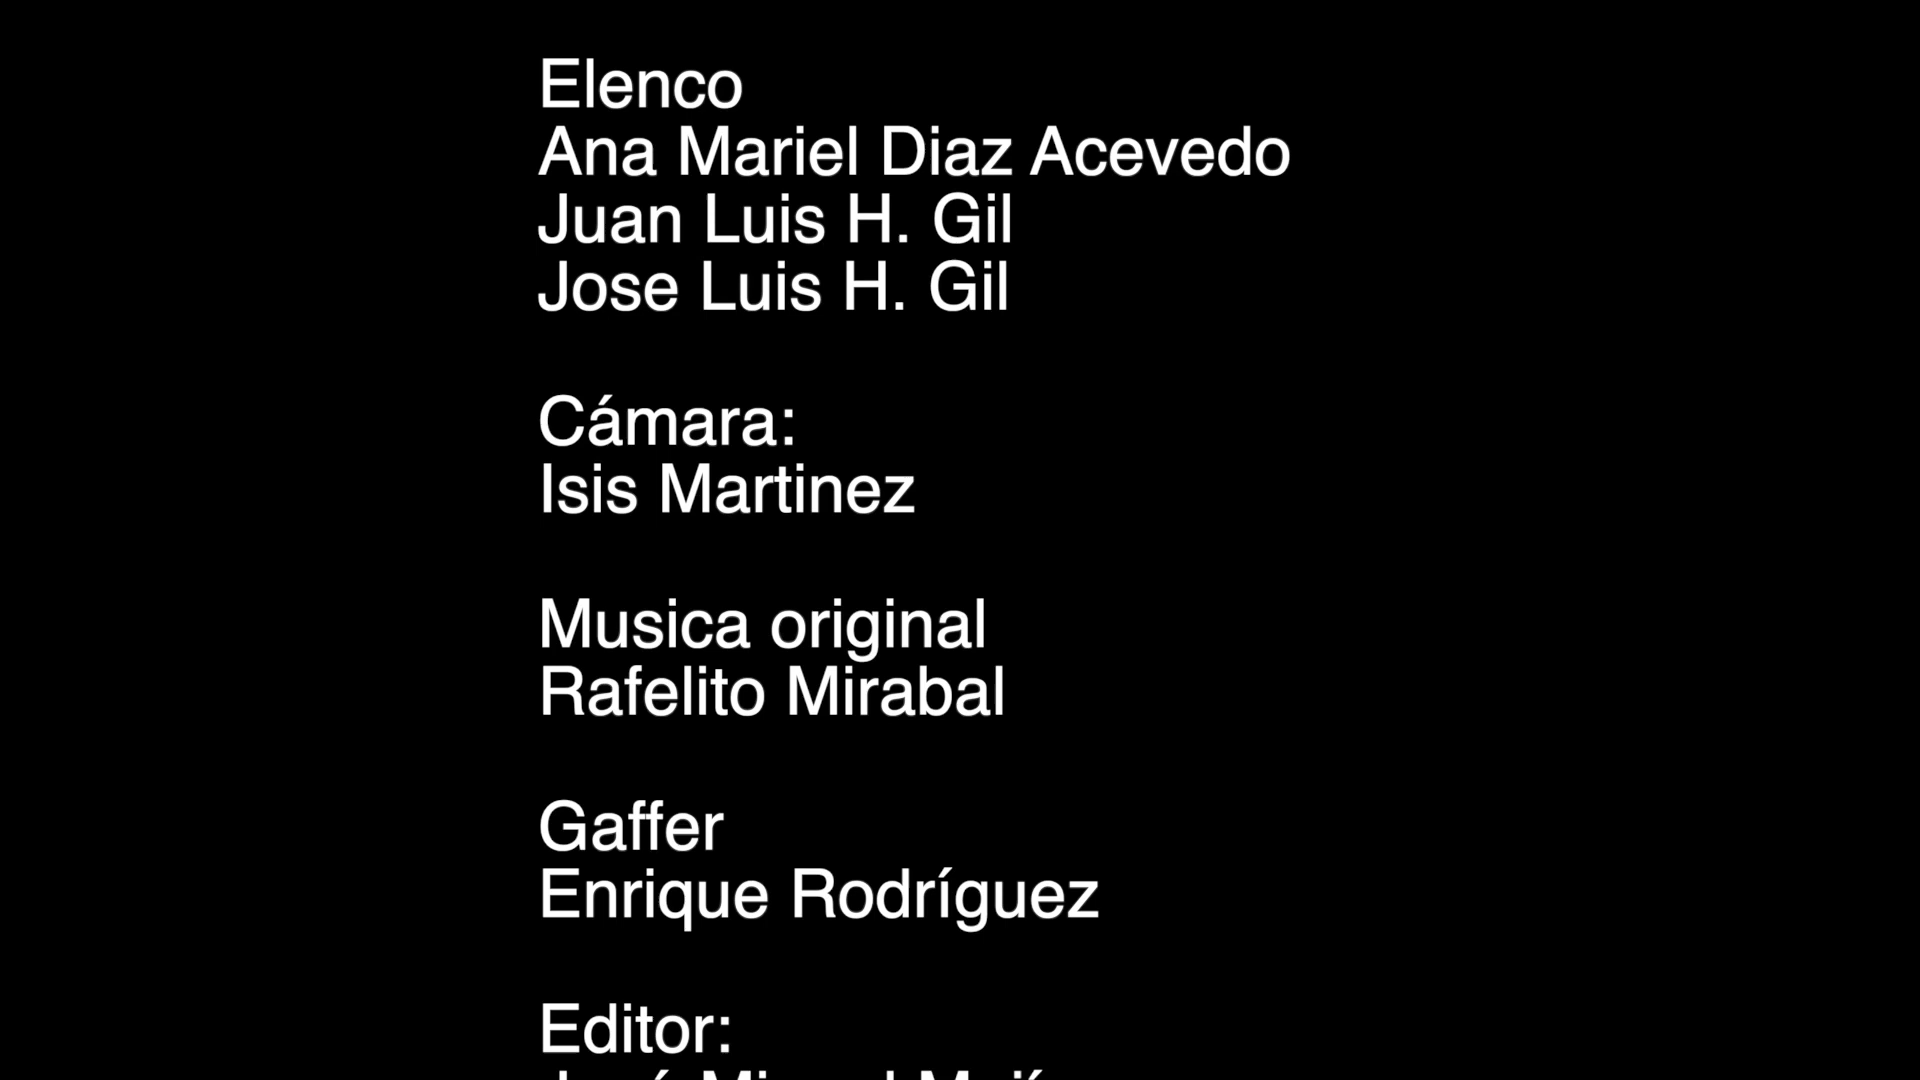 Elenco
Ana Mariel Diaz Acevedo
Juan Luis H. Gil
Jose Luis H. Gil
Cámara:
Isis Martinez
Musica original
Rafelito Mirabal
Gaffer
Enrique Rodríguez
Editor: